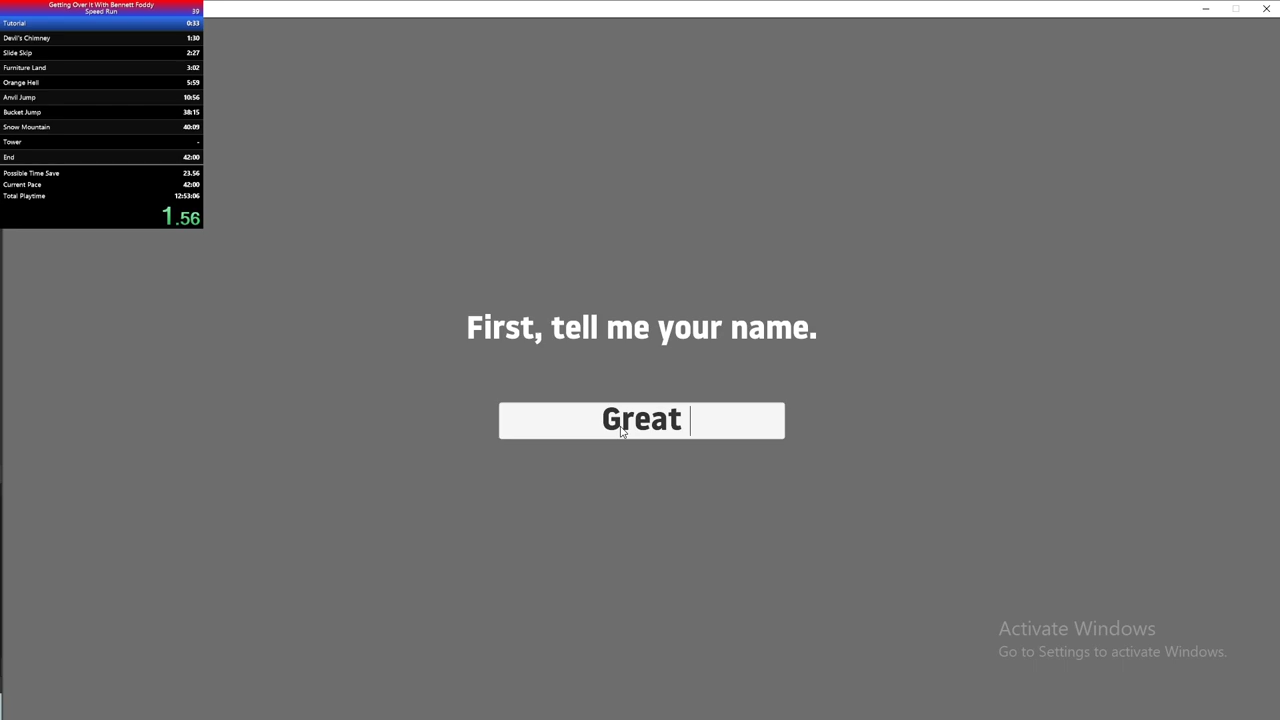 Getting Over It With Bennett Foddy
Speed Run 39
Tutorial 0:33
Devil's Chimney 1:30
Slide Skip 2:27
Furniture Land 3:02
Orange Hell 5:59
Anvil Jump 10:56
Bucket Jump 38:15
Snow Mountain 40:09
Tower -
End 42:00
Possible Time Save 23.56
Current Pace 42:00
Total Playtime 12:53:06
1.56
First, tell me your name.
Great
Activate Windows
Go to Settings to activate Windows.